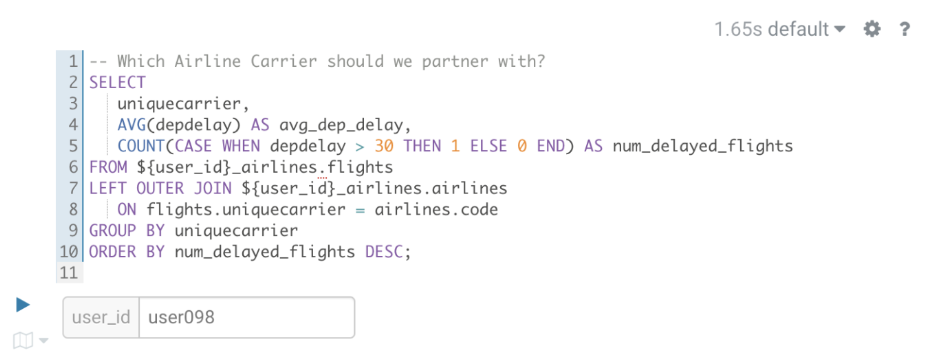 1.65s default ?
1 -- Which Airline Carrier should we partner with?
2 SELECT
3 uniquecarrier,
4 AVG(depdelay) AS avg_dep_delay,
5 COUNT(CASE WHEN depdelay > 30 THEN 1 ELSE 0 END) AS num_delayed_flights
6 FROM ${user_id}_airlines.flights
7 LEFT OUTER JOIN ${user_id}_airlines.airlines
8 ON flights.uniquecarrier = airlines.code
9 GROUP BY uniquecarrier
10 ORDER BY num_delayed_flights DESC;
11
user_id user098